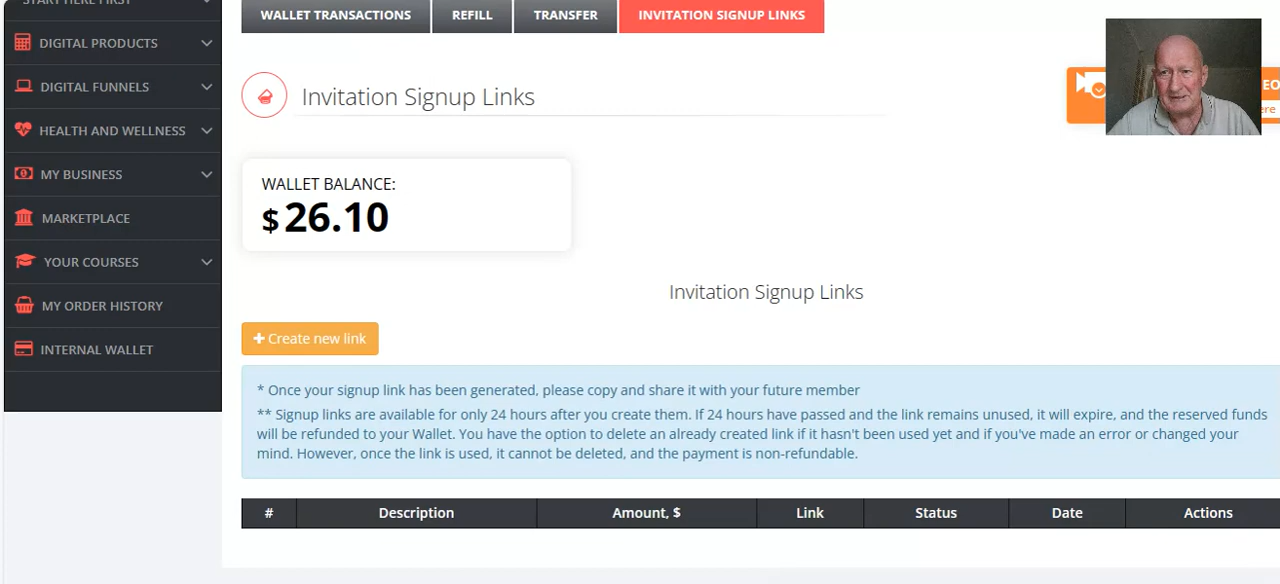 START HERE FIRST
DIGITAL PRODUCTS
DIGITAL FUNNELS
HEALTH AND WELLNESS
MY BUSINESS
MARKETPLACE
YOUR COURSES
MY ORDER HISTORY
INTERNAL WALLET
WALLET TRANSACTIONS REFILL TRANSFER INVITATION SIGNUP LINKS
Invitation Signup Links
WALLET BALANCE:
$ 26.10
Invitation Signup Links
+ Create new link
* Once your signup link has been generated, please copy and share it with your future member
** Signup links are available for only 24 hours after you create them. If 24 hours have passed and the link remains unused, it will expire, and the reserved funds
will be refunded to your Wallet. You have the option to delete an already created link if it hasn't been used yet and if you've made an error or changed your
mind. However, once the link is used, it cannot be deleted, and the payment is non-refundable.
# Description Amount, $ Link Status Date Actions